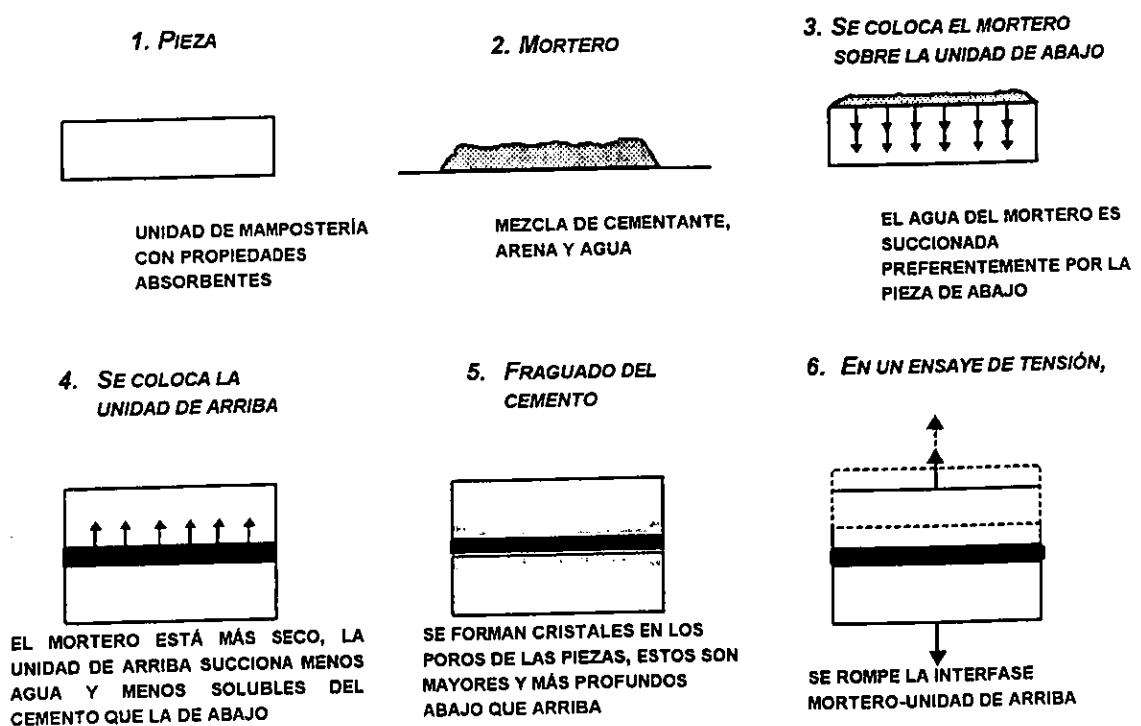 1. PIEZA
UNIDAD DE MAMPOSTERÍA
CON PROPIEDADES
ABSORBENTES
2. MORTERO
MEZCLA DE CEMENTANTE,
ARENA Y AGUA
3. SE COLOCA EL MORTERO
SOBRE LA UNIDAD DE ABAJO
EL AGUA DEL MORTERO ES
SUCCIONADA
PREFERENTEMENTE POR LA
PIEZA DE ABAJO
4. SE COLOCA LA
UNIDAD DE ARRIBA
EL MORTERO ESTÁ MÁS SECO, LA
UNIDAD DE ARRIBA SUCCIONA MENOS
AGUA Y MENOS SOLUBLES DEL
CEMENTO QUE LA DE ABAJO
5. FRAGUADO DEL
CEMENTO
SE FORMAN CRISTALES EN LOS
POROS DE LAS PIEZAS, ESTOS SON
MAYORES Y MÁS PROFUNDOS
ABAJO QUE ARRIBA
6. EN UN ENSAYE DE TENSIÓN,
SE ROMPE LA INTERFASE
MORTERO-UNIDAD DE ARRIBA